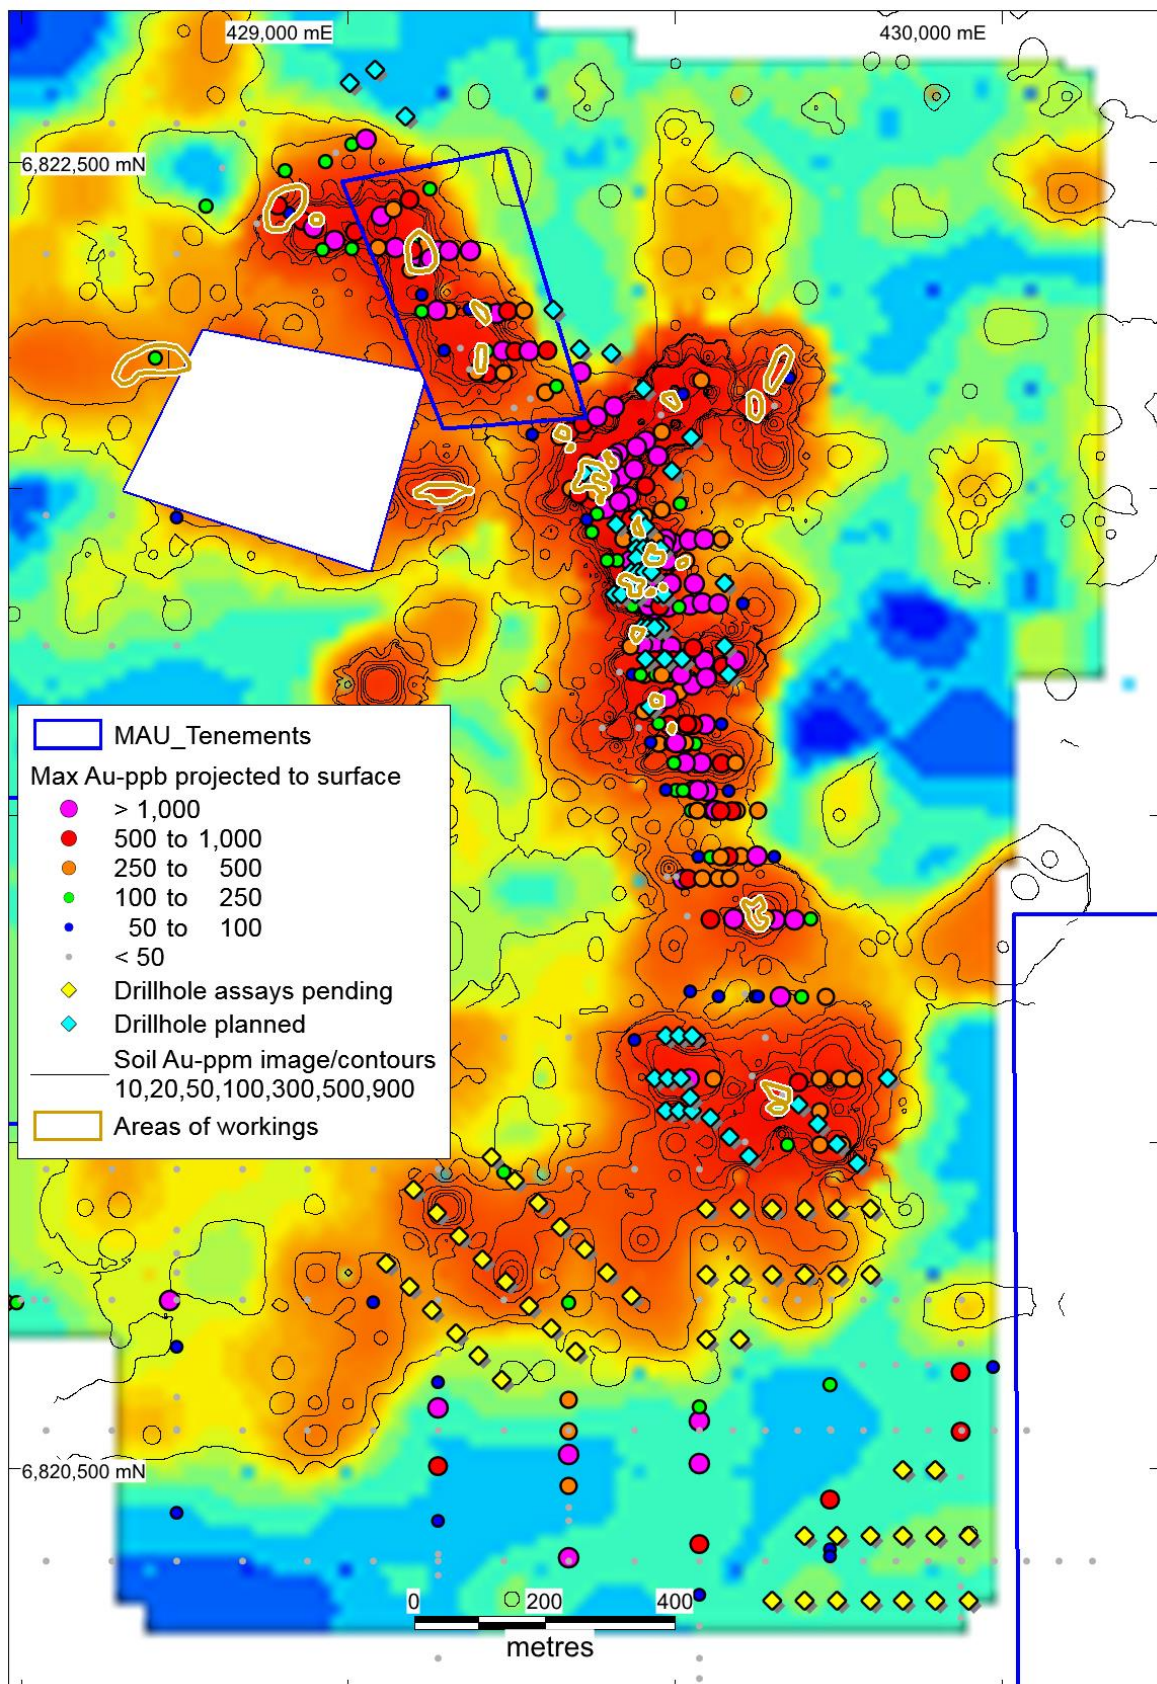 429,000 mE
430,000 mE
6,822,500 mN
MAU_Tenements
Max Au-ppb projected to surface
> 1,000
500 to 1,000
250 to 500
100 to 250
50 to 100
< 50
Drillhole assays pending
Drillhole planned
Soil Au-ppm image/contours
10,20,50,100,300,500,900
Areas of workings
6,820,500 mN
0 200 400
metres